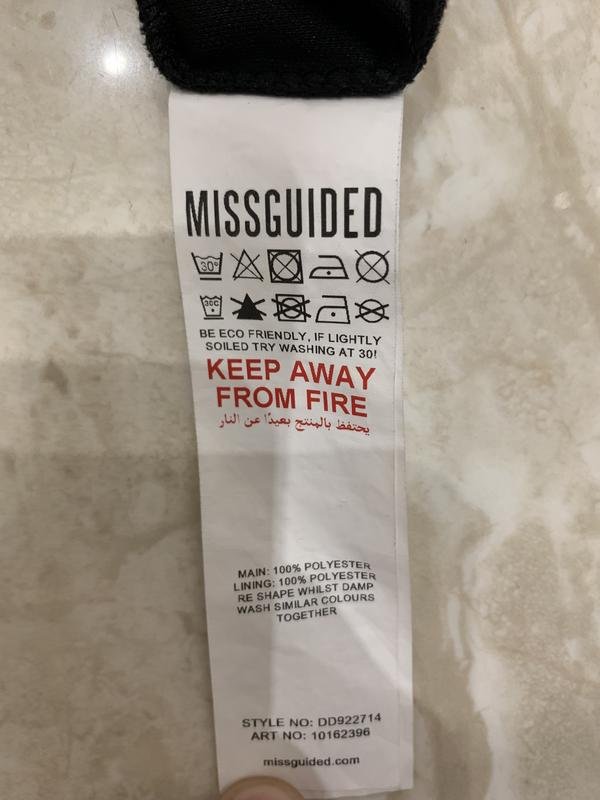 MISSGUIDED
30°
30C
BE ECO FRIENDLY, IF LIGHTLY
SOILED TRY WASHING AT 30!
KEEP AWAY
FROM FIRE
يحتفظ بالمنتج بعيدًا عن النار
MAIN: 100% POLYESTER
LINING: 100% POLYESTER
RE SHAPE WHILST DAMP
WASH SIMILAR COLOURS
TOGETHER
STYLE NO: DD922714
ART NO: 10162396
missguided.com